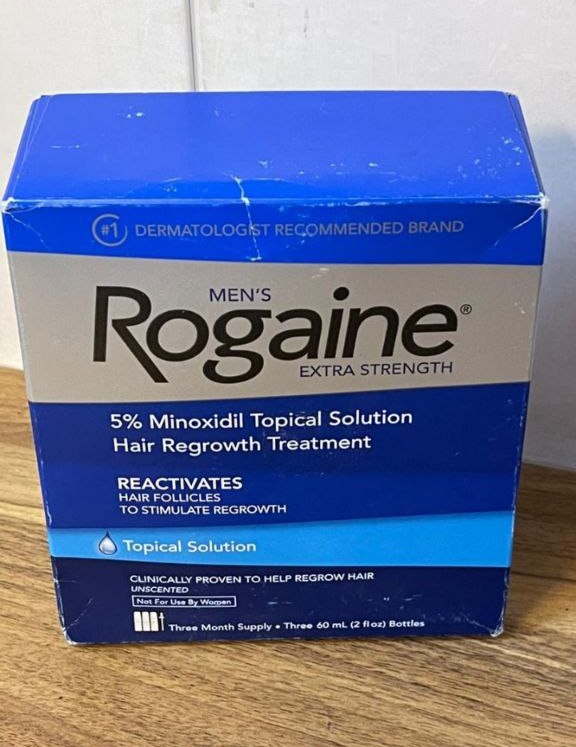 #1 DERMATOLOGIST RECOMMENDED BRAND
MEN'S
Rogaine®
EXTRA STRENGTH
5% Minoxidil Topical Solution
Hair Regrowth Treatment
REACTIVATES
HAIR FOLLICLES
TO STIMULATE REGROWTH
Topical Solution
CLINICALLY PROVEN TO HELP REGROW HAIR
UNSCENTED
Not For Use By Women
Three Month Supply • Three 60 mL (2 fl oz) Bottles